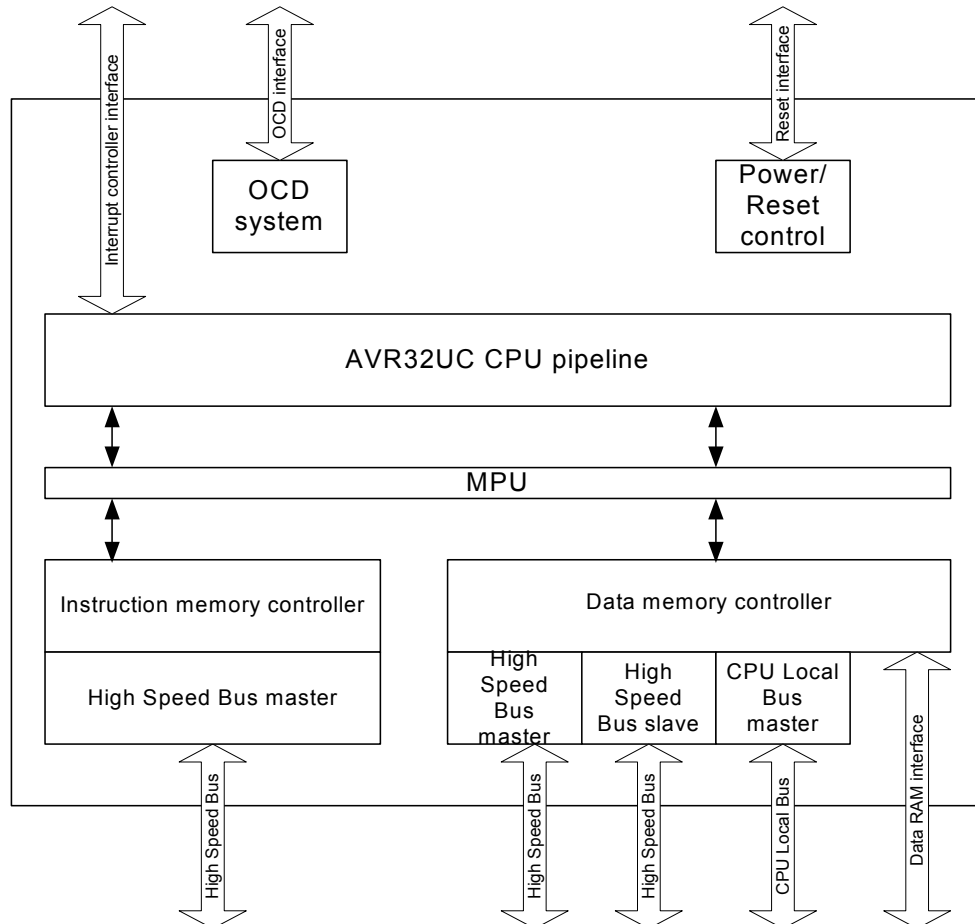 Interrupt controller interface
OCD interface
Reset interface
OCD
system
Power/
Reset
control
AVR32UC CPU pipeline
MPU
Instruction memory controller
Data memory controller
High Speed Bus master
High
Speed
Bus
master
High
Speed
Bus slave
CPU Local
Bus
master
High Speed Bus
High Speed Bus
High Speed Bus
CPU Local Bus
Data RAM interface